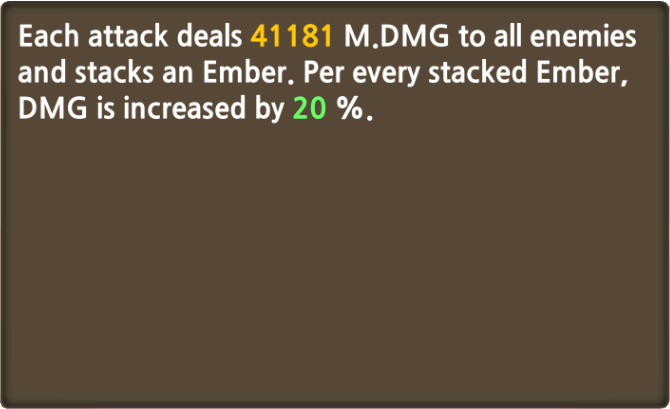 Each attack deals 41181 M.DMG to all enemies
and stacks an Ember. Per every stacked Ember,
DMG is increased by 20 %.